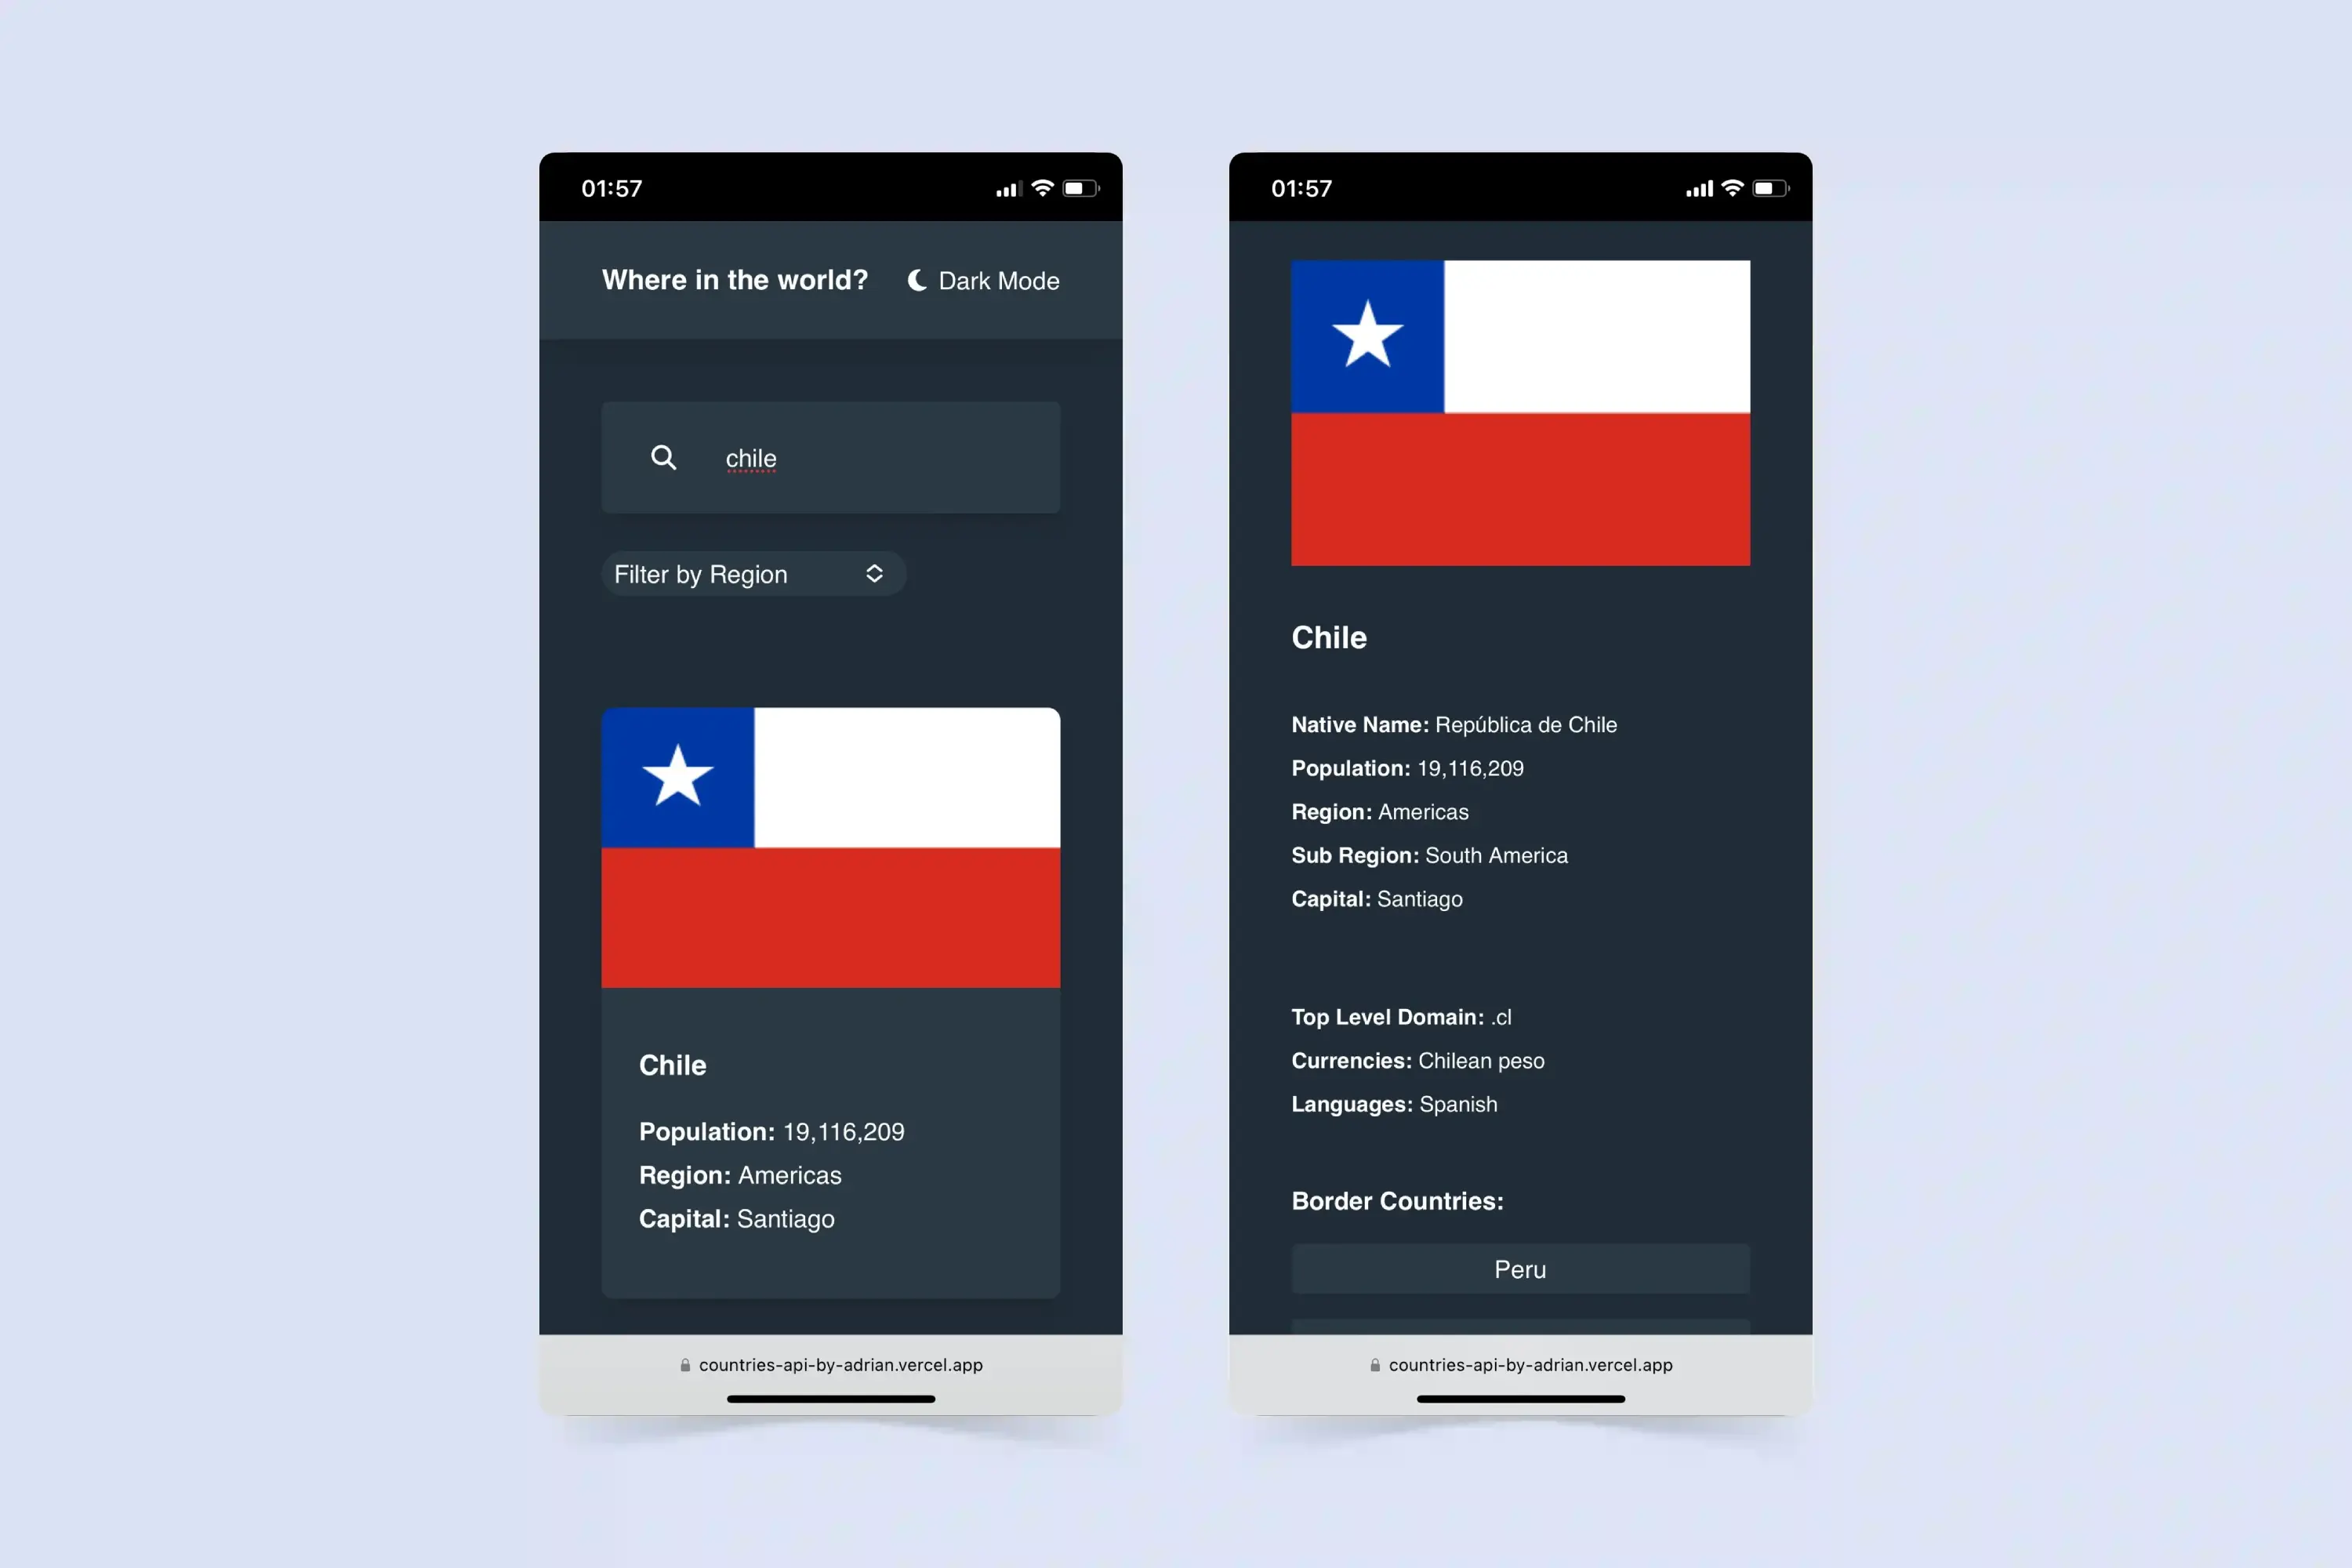 01:57
Where in the world?
Dark Mode
chile
Filter by Region
Chile
Population: 19,116,209
Region: Americas
Capital: Santiago
countries-api-by-adrian.vercel.app
01:57
Chile
Native Name: República de Chile
Population: 19,116,209
Region: Americas
Sub Region: South America
Capital: Santiago
Top Level Domain: .cl
Currencies: Chilean peso
Languages: Spanish
Border Countries:
Peru
countries-api-by-adrian.vercel.app